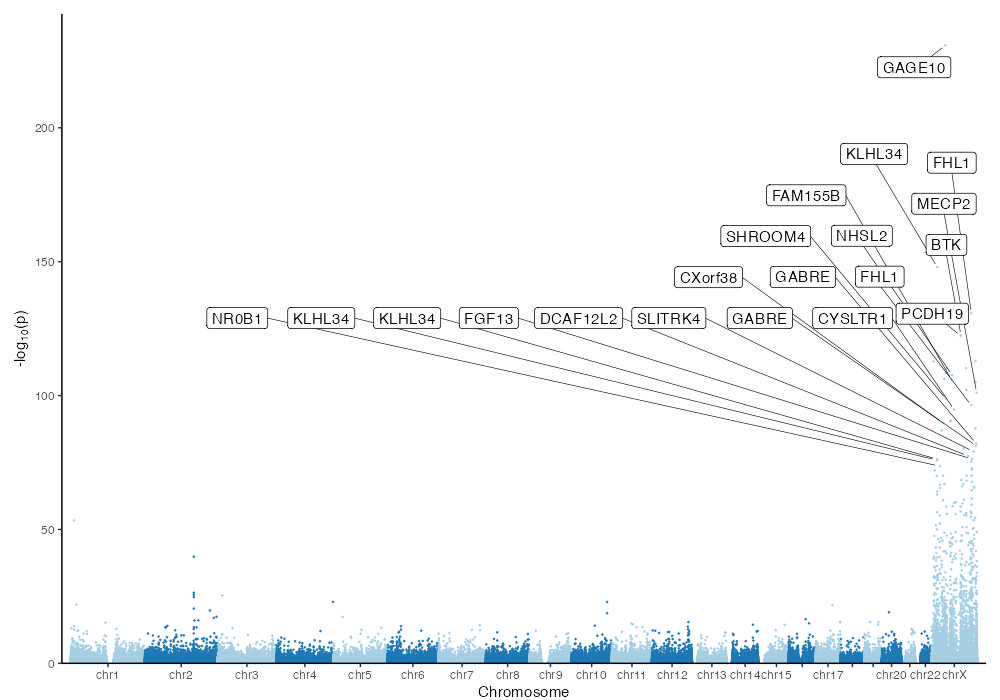 GAGE10
200
KLHL34
FHL1
FAM155B
MECP2
SHROOM4
NHSL2
BTK
150
CXorf38
GABRE
FHL1
NR0B1
KLHL34
KLHL34
FGF13
DCAF12L2
SLITRK4
GABRE
CYSLTR1
PCDH19
-log10(p)
100
50
0
chr1 chr2 chr3 chr4 chr5 chr6 chr7 chr8 chr9 chr10 chr11 chr12 chr13 chr14 chr15 chr17 chr20 chr22 chrX
Chromosome